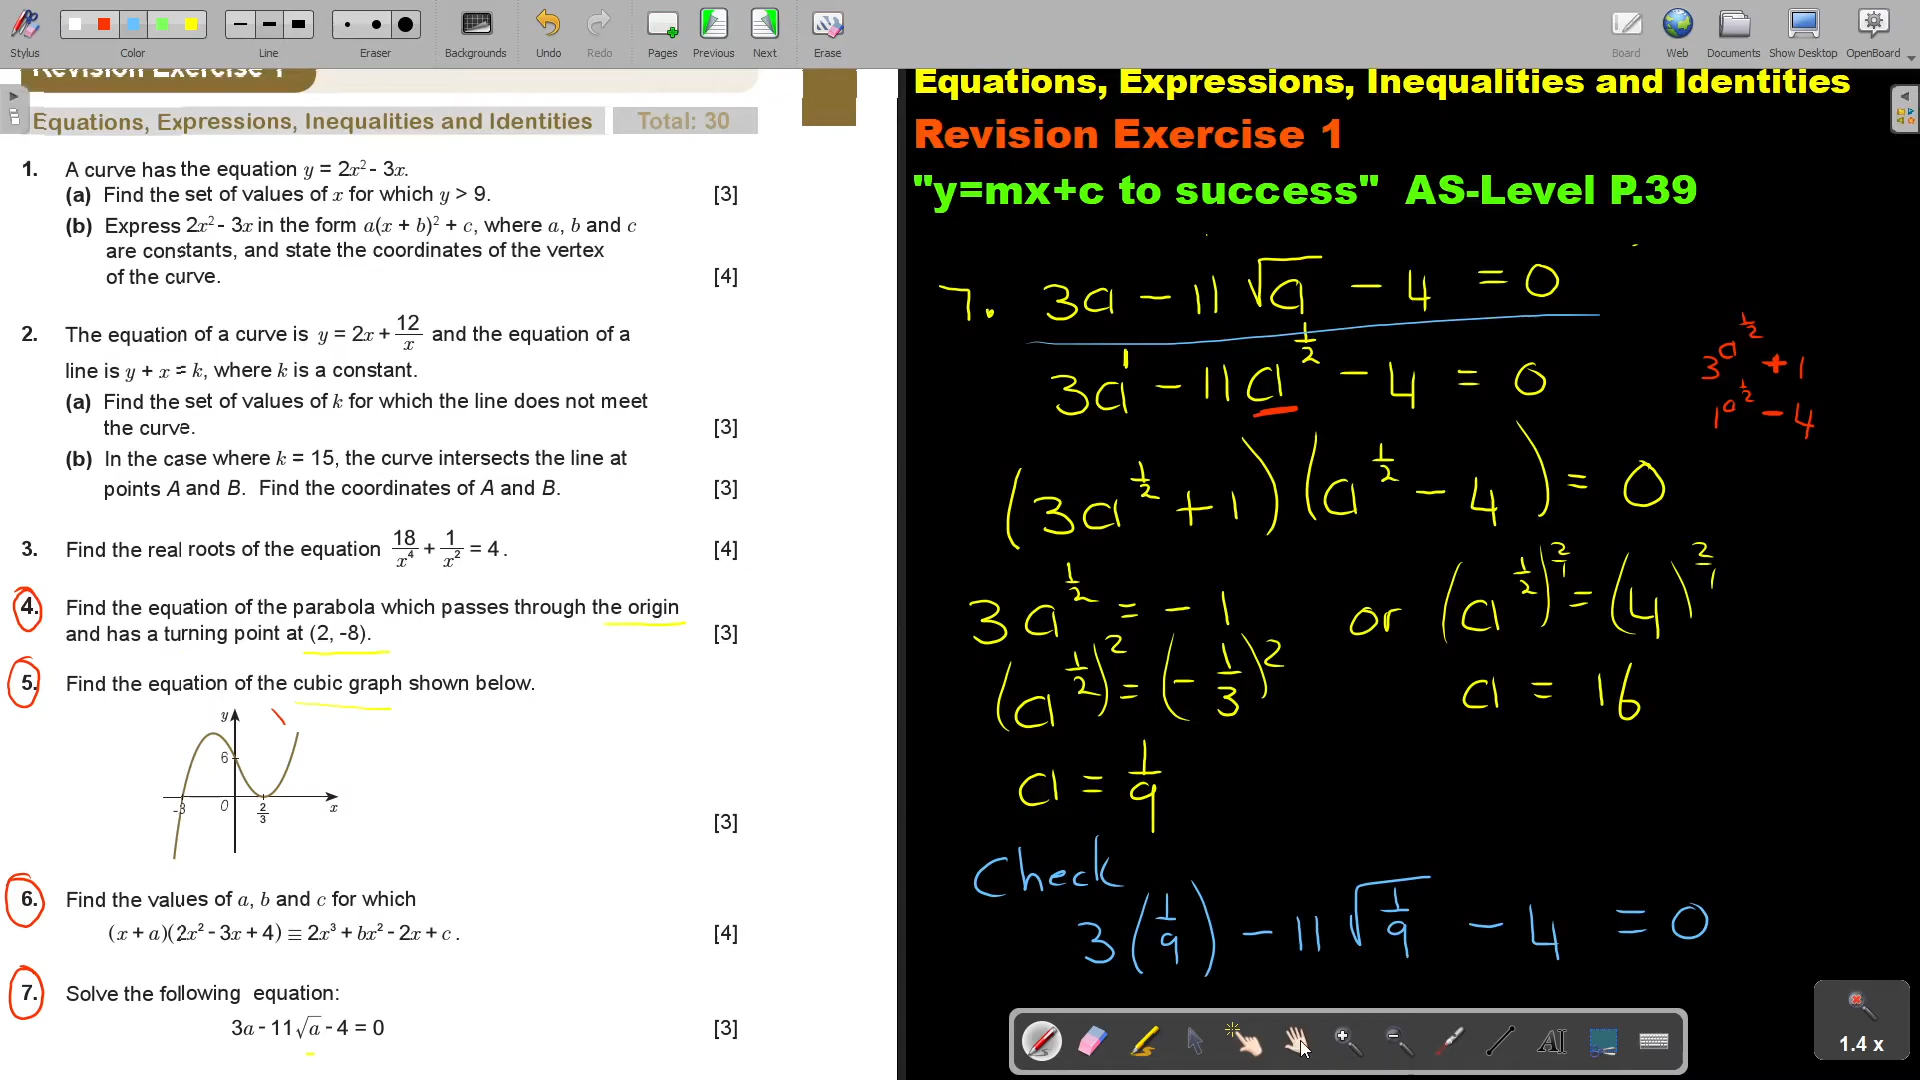 Stylus Color Line Eraser Backgrounds Undo Redo Pages Previous Next Erase Board Web Documents Show Desktop OpenBoard
Revision Exercise 1
Equations, Expressions, Inequalities and Identities Total: 30
1. A curve has the equation y = 2x² - 3x.
(a) Find the set of values of x for which y > 9. [3]
(b) Express 2x² - 3x in the form a(x + b)² + c, where a, b and c
are constants, and state the coordinates of the vertex
of the curve. [4]
2. The equation of a curve is y = 2x + 12/x and the equation of a
line is y + x = k, where k is a constant.
(a) Find the set of values of k for which the line does not meet
the curve. [3]
(b) In the case where k = 15, the curve intersects the line at
points A and B. Find the coordinates of A and B. [3]
3. Find the real roots of the equation 18/x⁴ + 1/x² = 4. [4]
4. Find the equation of the parabola which passes through the origin
and has a turning point at (2, -8). [3]
5. Find the equation of the cubic graph shown below.
y
6
-3 0 2/3 x
[3]
6. Find the values of a, b and c for which
(x + a)(2x² - 3x + 4) ≡ 2x³ + bx² - 2x + c. [4]
7. Solve the following equation:
3a - 11√a - 4 = 0 [3]
Equations, Expressions, Inequalities and Identities
Revision Exercise 1
"y=mx+c to success" AS-Level P.39
7. 3a - 11√a - 4 = 0
3a¹ - 11a^(1/2) - 4 = 0
3a^(1/2) + 1
1a^(1/2) - 4
(3a^(1/2) + 1)(a^(1/2) - 4) = 0
3a^(1/2) = -1 or (a^(1/2))^(2/1) = (4)^(2/1)
(a^(1/2))² = (-1/3)² a = 16
a = 1/9
Check
3(1/9) - 11√(1/9) - 4 = 0
1.4 x